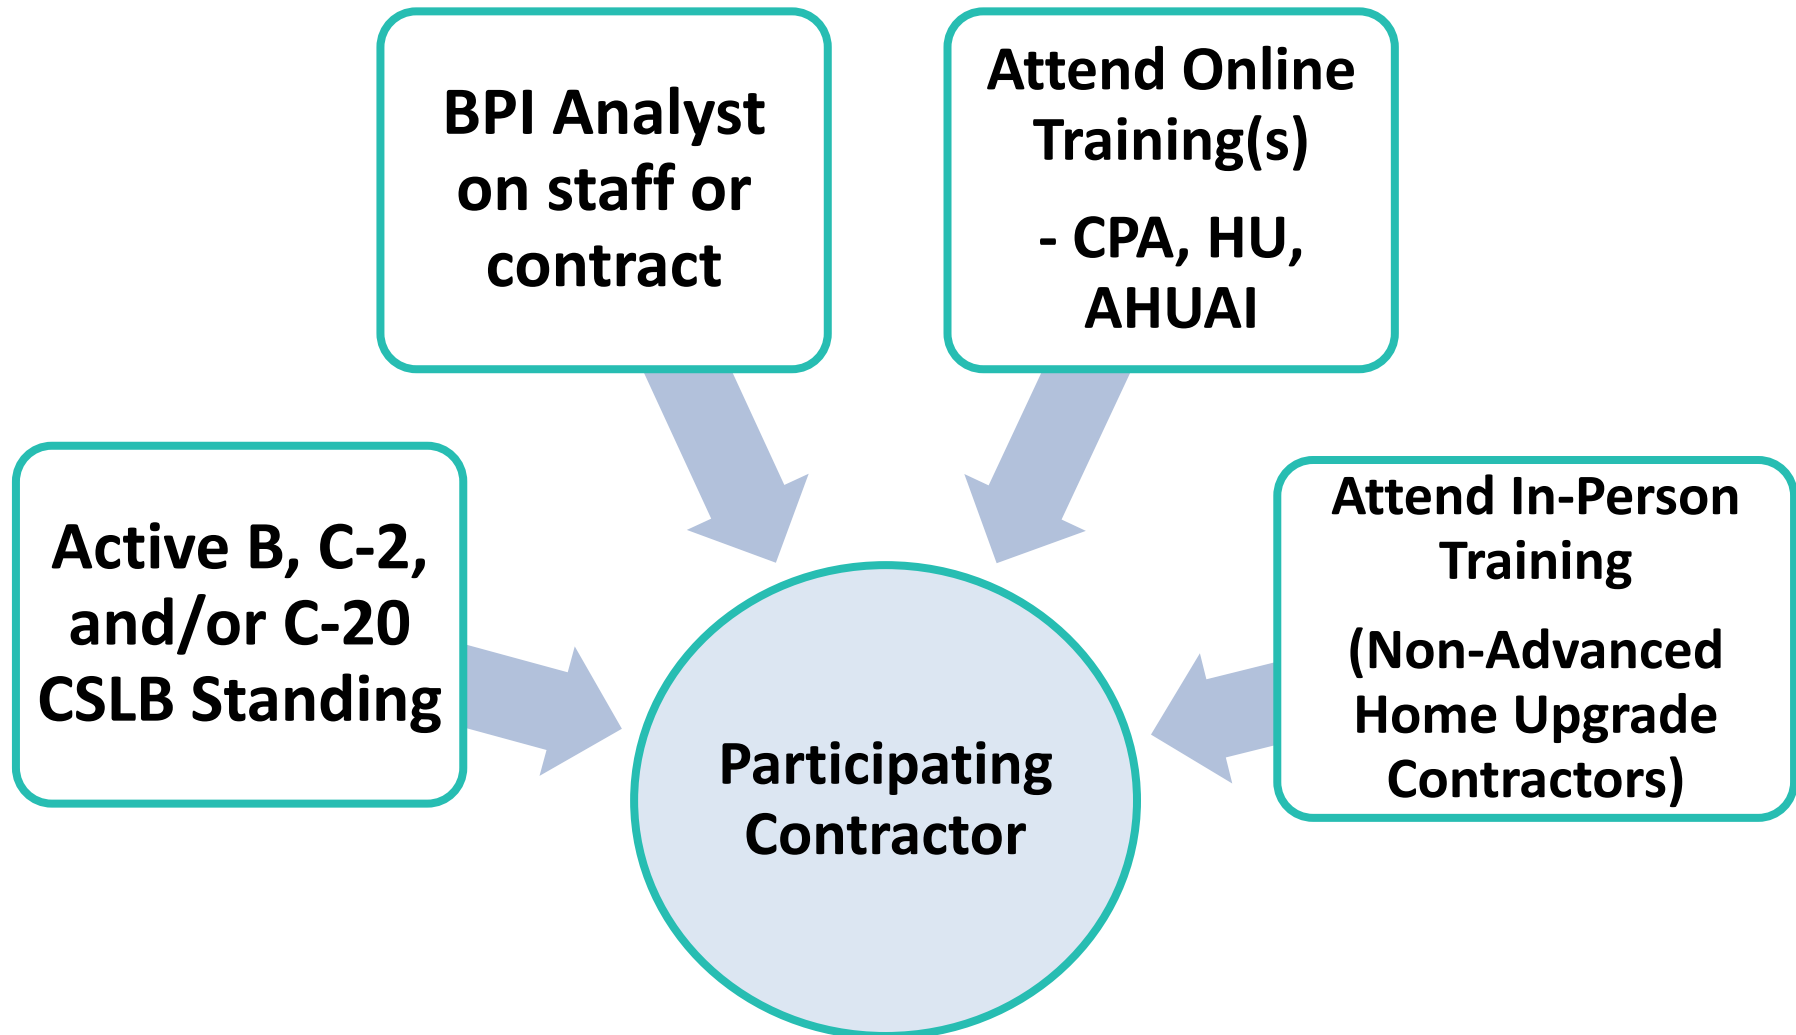 BPI Analyst
on staff or
contract
Attend Online
Training(s)
- CPA, HU,
AHUAI
Active B, C-2,
and/or C-20
CSLB Standing
Attend In-Person
Training
(Non-Advanced
Home Upgrade
Contractors)
Participating
Contractor